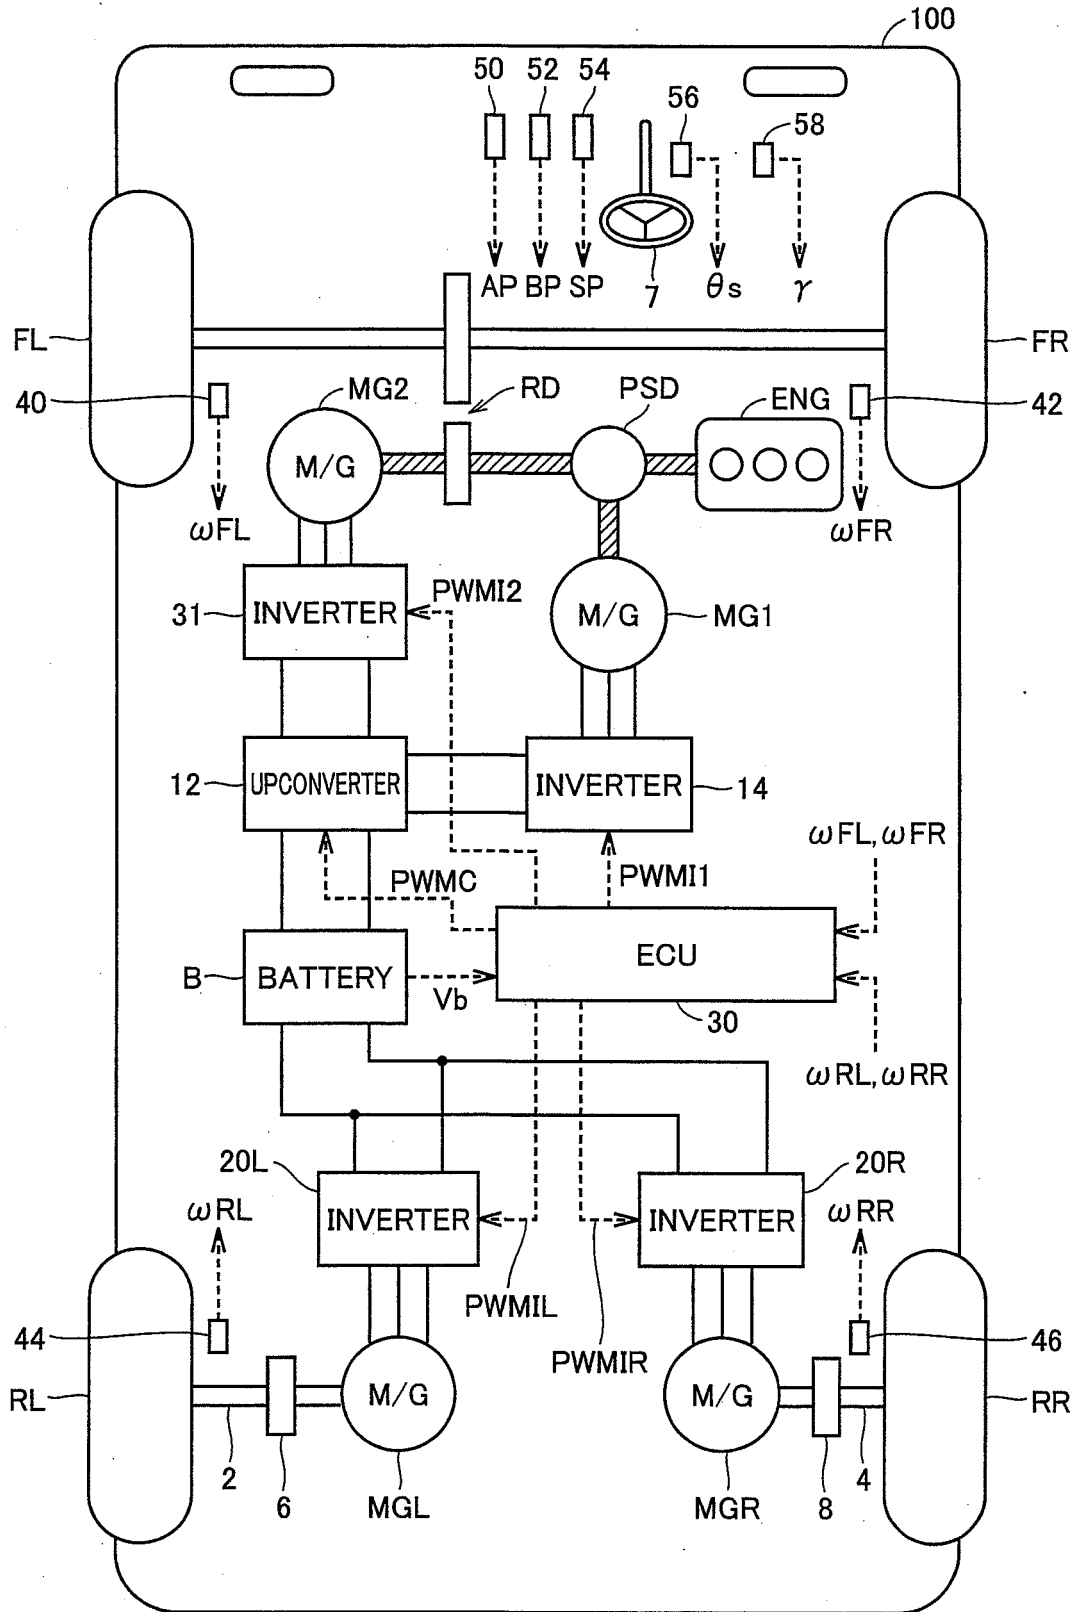 100
50 52 54
56
58
AP BP SP
7
θs
γ
FL
FR
40
MG2
RD
PSD
ENG
42
M/G
ωFL
ωFR
31
INVERTER
PWMI2
M/G
MG1
12
UPCONVERTER
INVERTER
14
ωFL, ωFR
PWMC
PWMI1
B
BATTERY
Vb
ECU
30
ωRL, ωRR
20L
20R
ωRL
INVERTER
INVERTER
ωRR
PWMIL
44
PWMIR
46
RL
M/G
M/G
RR
2
6
MGL
MGR
8
4